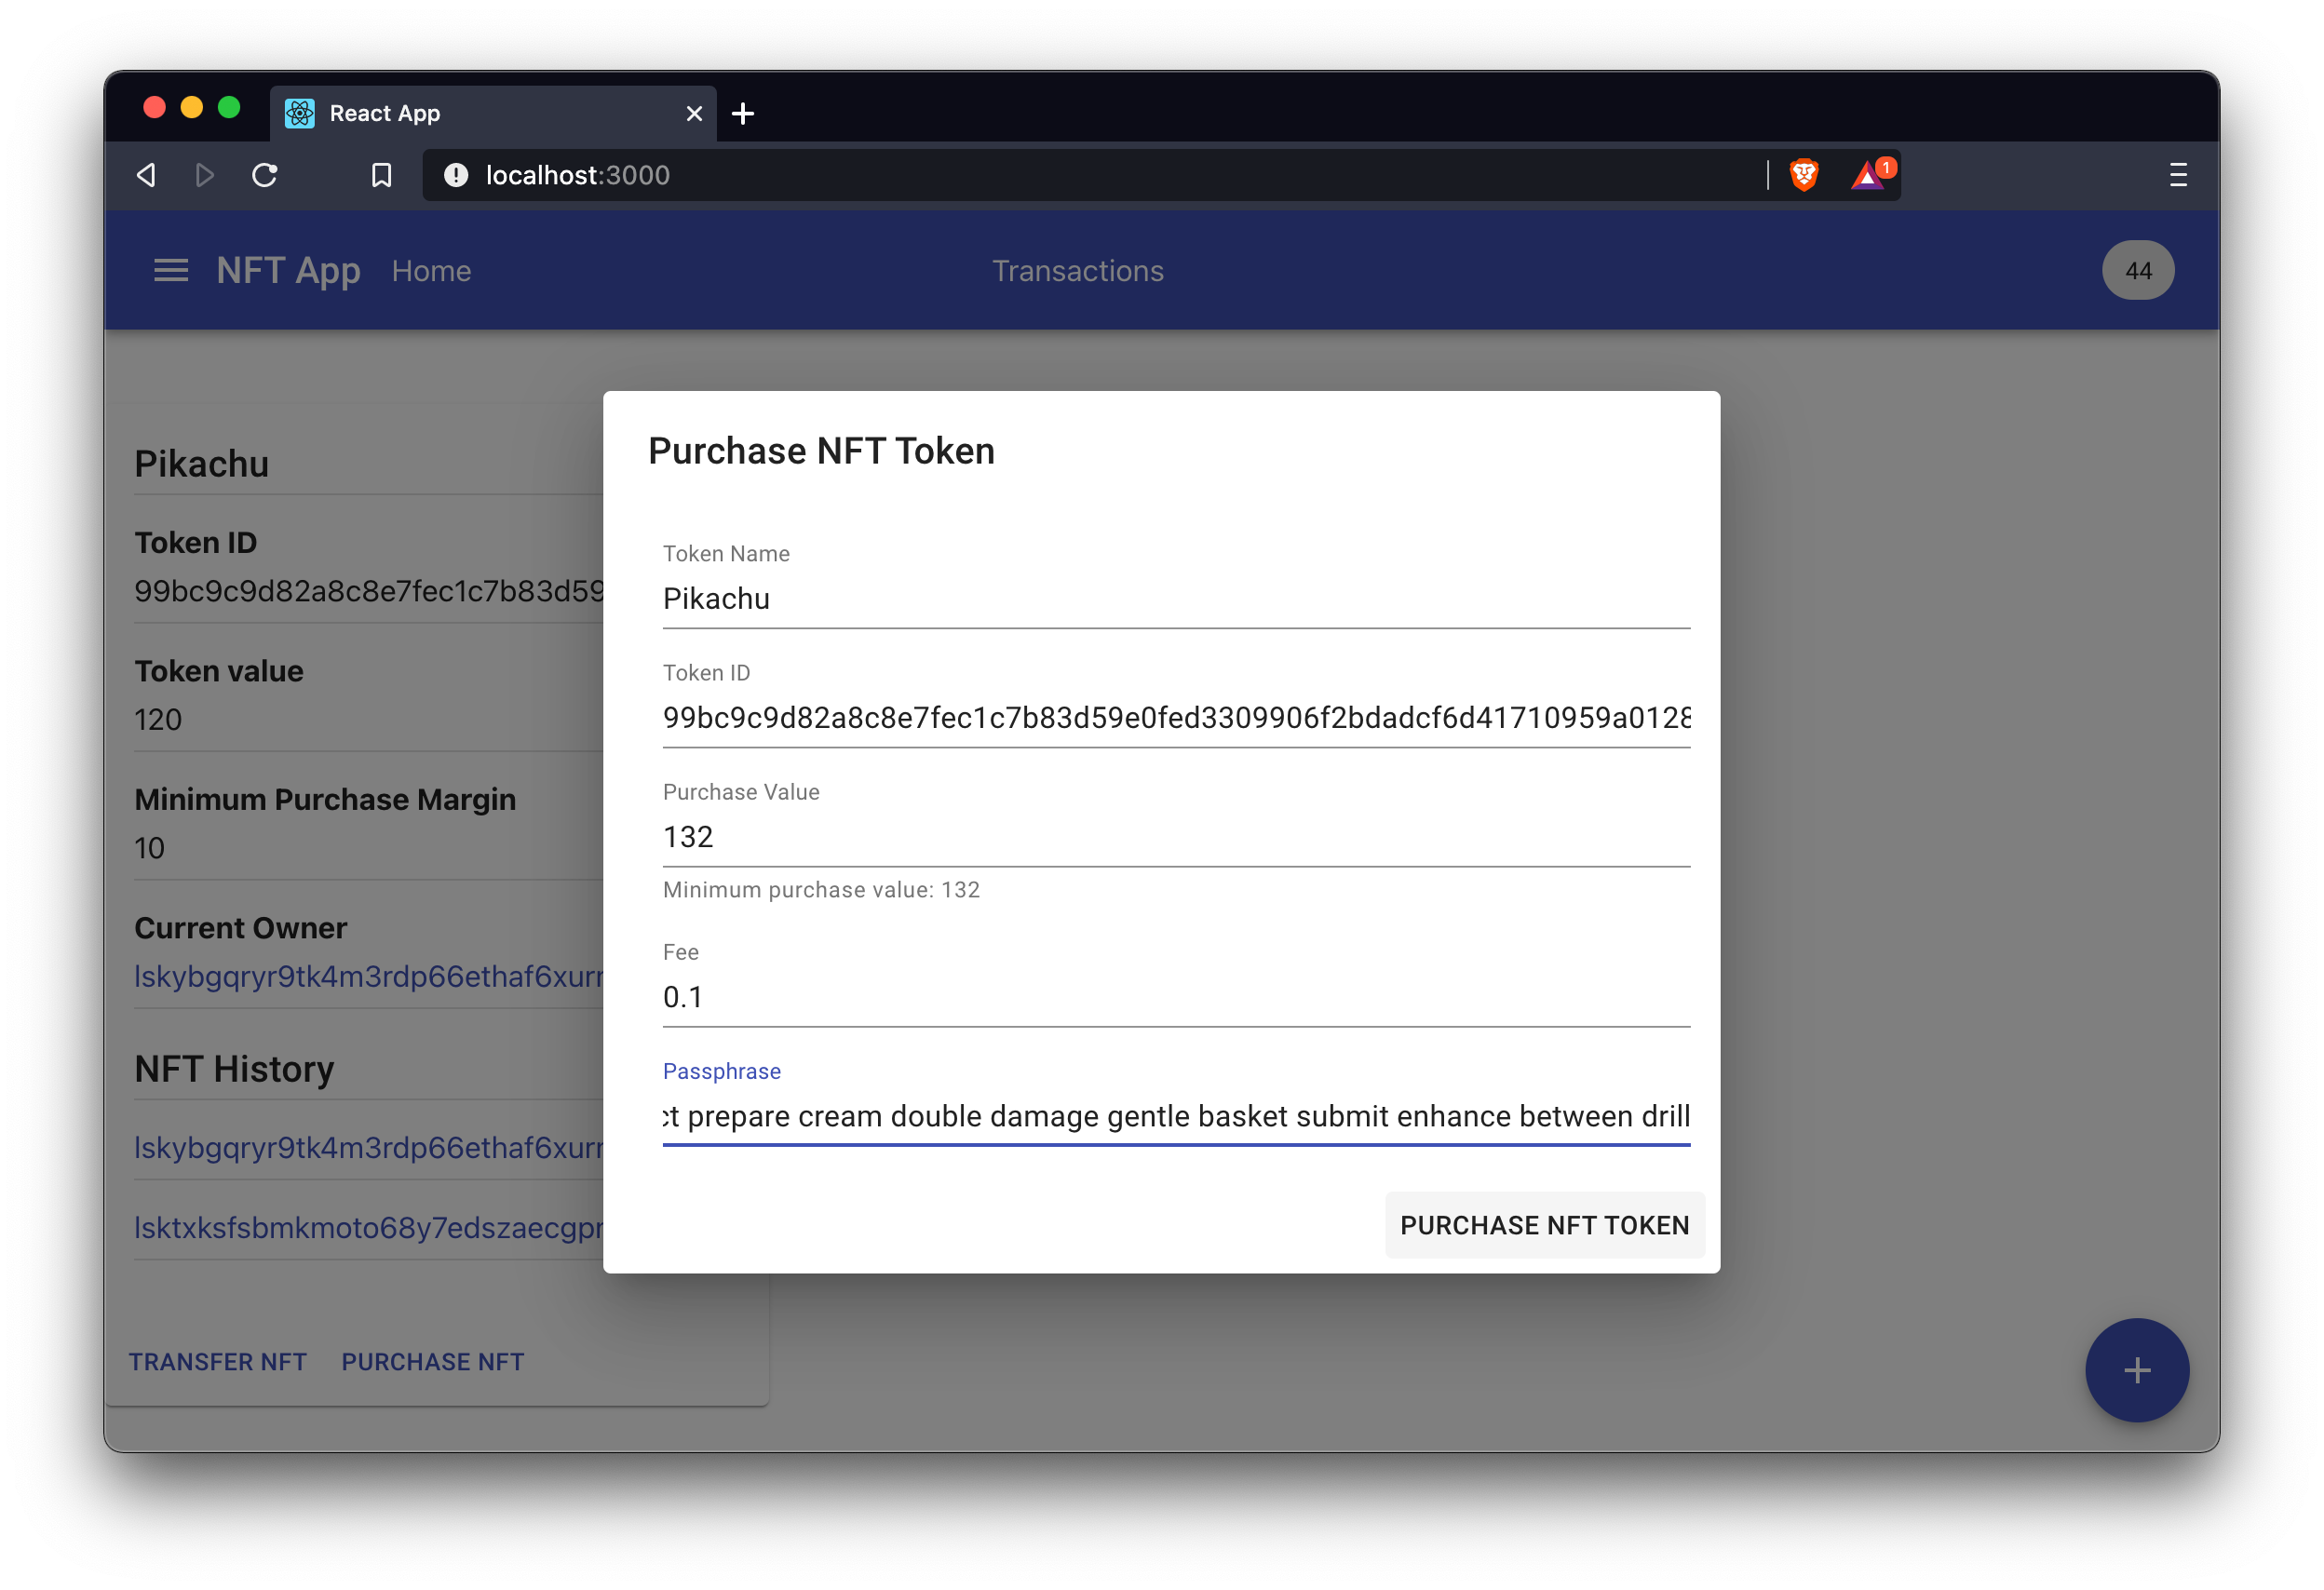 React App
localhost:3000
1
NFT App Home Transactions 44
Pikachu
Token ID
99bc9c9d82a8c8e7fec1c7b83d59
Token value
120
Minimum Purchase Margin
10
Current Owner
lskybgqryr9tk4m3rdp66ethaf6xurr
NFT History
lskybgqryr9tk4m3rdp66ethaf6xurr
lsktxksfsbmkmoto68y7edszaecgpr
TRANSFER NFT PURCHASE NFT
Purchase NFT Token
Token Name
Pikachu
Token ID
99bc9c9d82a8c8e7fec1c7b83d59e0fed3309906f2bdadcf6d41710959a0128
Purchase Value
132
Minimum purchase value: 132
Fee
0.1
Passphrase
ct prepare cream double damage gentle basket submit enhance between drill
PURCHASE NFT TOKEN